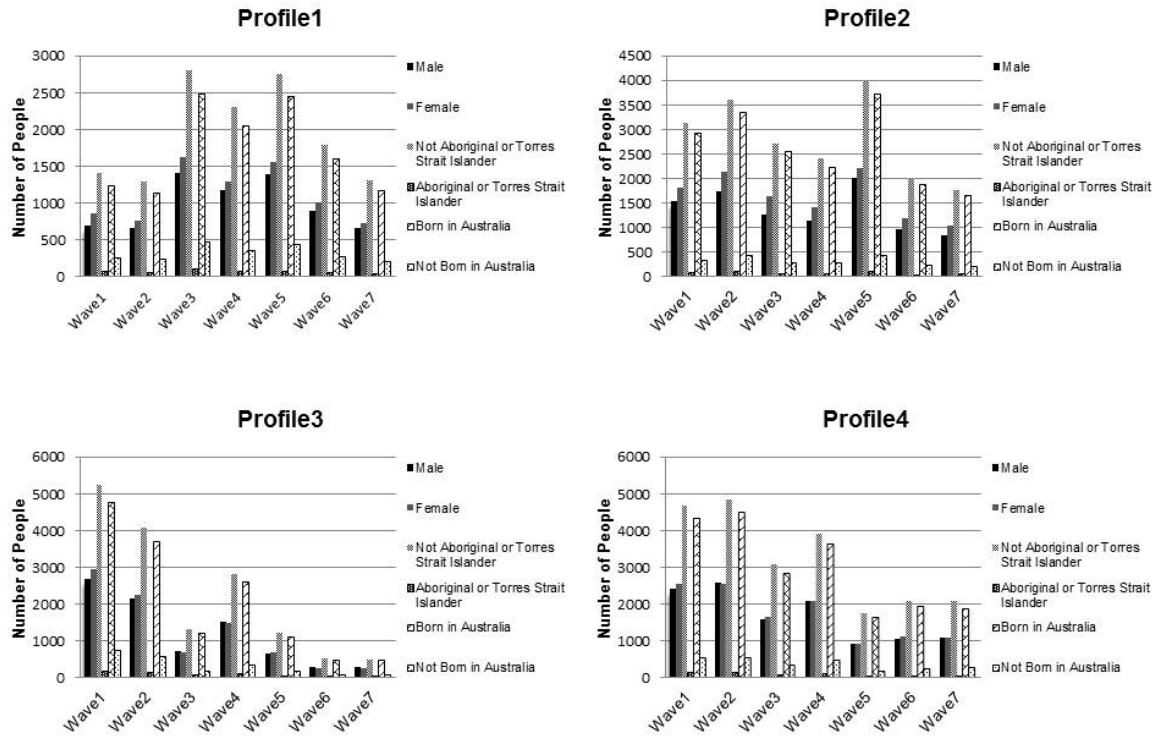 Profile1
Number of People
3000
2500
2000
1500
1000
500
0
Wave1
Wave2
Wave3
Wave4
Wave5
Wave6
Wave7
Male
Female
Not Aboriginal or Torres
Strait Islander
Aboriginal or Torres Strait
Islander
Born in Australia
Not Born in Australia
Profile2
Number of People
4500
4000
3500
3000
2500
2000
1500
1000
500
0
Wave1
Wave2
Wave3
Wave4
Wave5
Wave6
Wave7
Male
Female
Not Aboriginal or Torres
Strait Islander
Aboriginal or Torres Strait
Islander
Born in Australia
Not Born in Australia
Profile3
Number of People
6000
5000
4000
3000
2000
1000
0
Wave1
Wave2
Wave3
Wave4
Wave5
Wave6
Wave7
Male
Female
Not Aboriginal or Torres
Strait Islander
Aboriginal or Torres Strait
Islander
Born in Australia
Not Born in Australia
Profile4
Number of People
6000
5000
4000
3000
2000
1000
0
Wave1
Wave2
Wave3
Wave4
Wave5
Wave6
Wave7
Male
Female
Not Aboriginal or Torres
Strait Islander
Aboriginal or Torres Strait
Islander
Born in Australia
Not Born in Australia